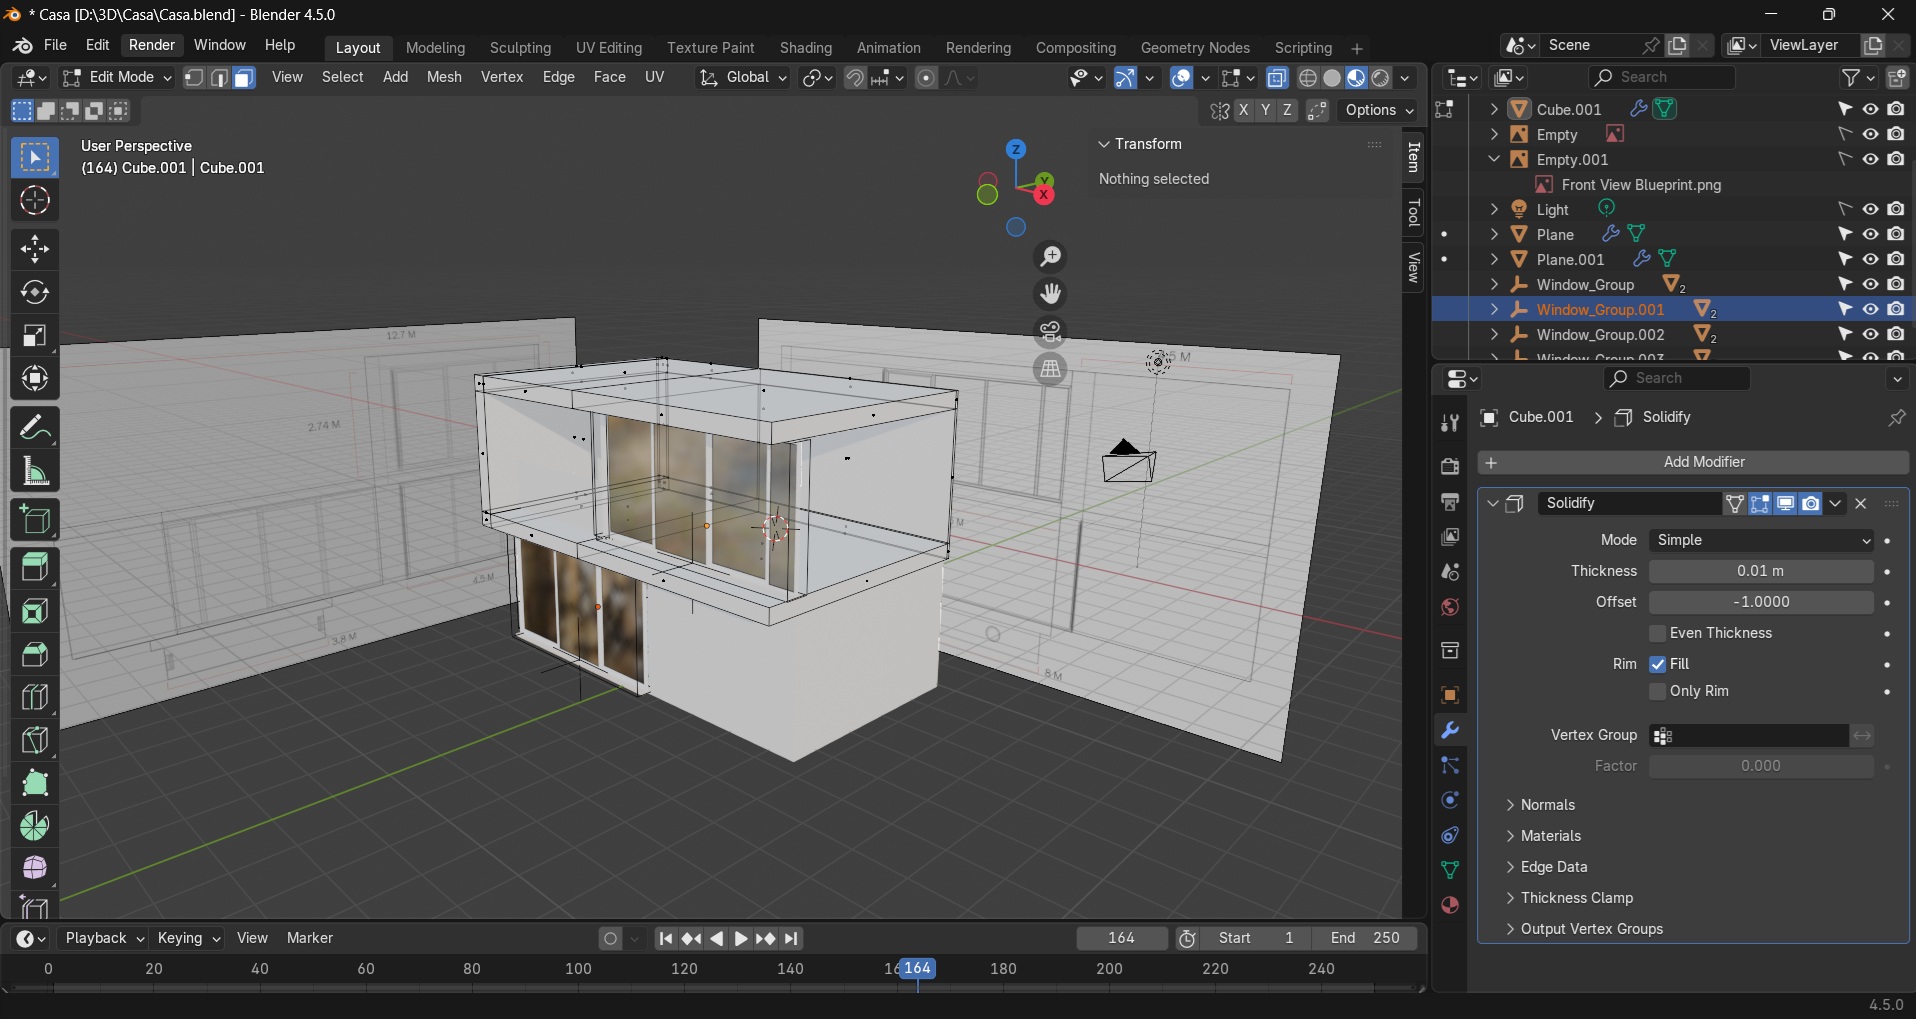 * Casa [D:\3D\Casa\Casa.blend] - Blender 4.5.0
File Edit Render Window Help
Layout Modeling Sculpting UV Editing Texture Paint Shading Animation Rendering Compositing Geometry Nodes Scripting +
Scene
ViewLayer
Edit Mode
View Select Add Mesh Vertex Edge Face UV
Global
Search
X Y Z
Options
User Perspective
(164) Cube.001 | Cube.001
Z
Y
X
Transform
Nothing selected
Item
Tool
View
12.7 M
2.74 M
4.5 M
3.8 M
8 M
Cube.001
Empty
Empty.001
Front View Blueprint.png
Light
Plane
Plane.001
Window_Group 2
Window_Group.001 2
Window_Group.002 2
Window_Group.003
Search
Cube.001 > Solidify
+ Add Modifier
Solidify
Mode Simple
Thickness 0.01 m
Offset -1.0000
Even Thickness
Rim Fill
Only Rim
Vertex Group
Factor 0.000
Normals
Materials
Edge Data
Thickness Clamp
Output Vertex Groups
Playback Keying View Marker
164
Start 1
End 250
0 20 40 60 80 100 120 140 164 180 200 220 240
4.5.0